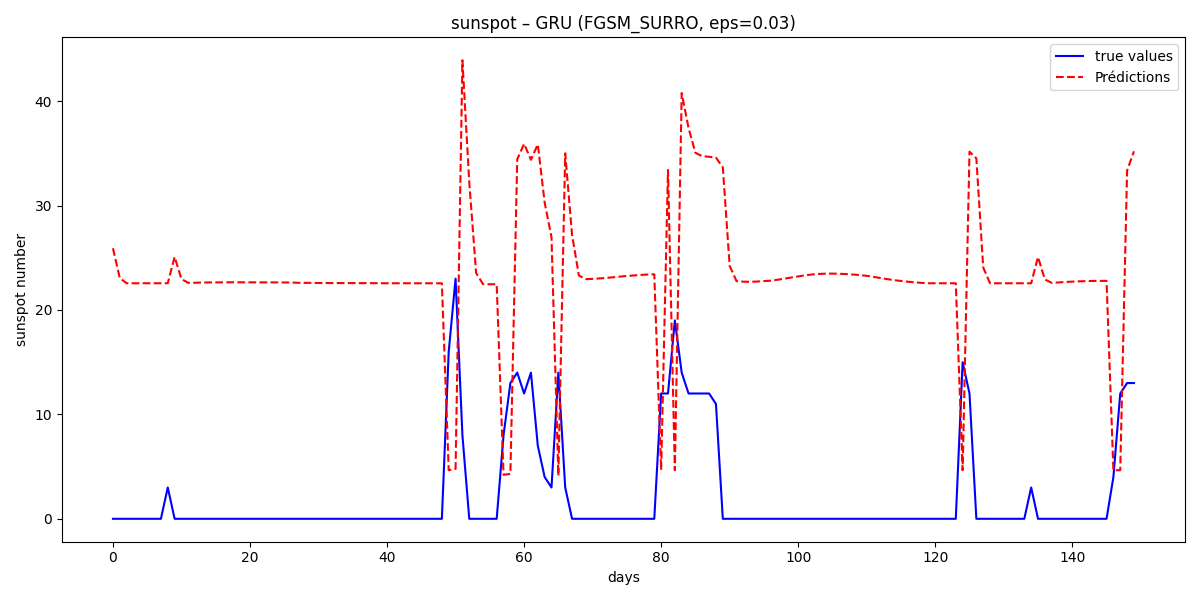 sunspot – GRU (FGSM_SURRO, eps=0.03)
true values
Prédictions
sunspot number
40
30
20
10
0
0 20 40 60 80 100 120 140
days